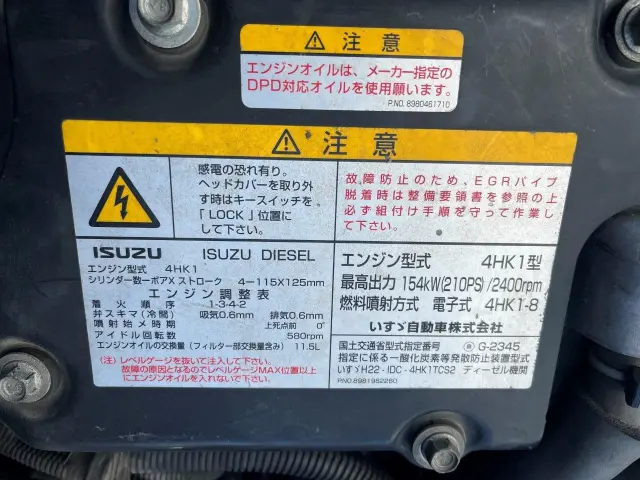 注意
エンジンオイルは、メーカー指定の
DPD対応オイルを使用願います。
P.NO. 8980461710
注意
感電の恐れ有り。
ヘッドカバーを取り外
す時はキースイッチを、
「LOCK」位置に
して下さい。
故障防止のため、EGRパイプ
脱着時は整備要領書を参照の上
必ず組付け手順を守って作業し
て下さい。
ISUZU ISUZU DIESEL
エンジン型式 4HK1
シリンダー数ーボアXストローク 4-115X125mm
エンジン調整表
着火順序 1-3-4-2
弁スキマ(冷間) 吸気0.6mm 排気0.6mm
噴射始メ時期 上死点前 0°
アイドル回転数 580rpm
エンジンオイルの交換量(フィルター部交換量含み) 11.5L
(注)レベルゲージを抜いて注入して下さい。
故障の原因となるのでレベルゲージMAX位置以上
にエンジンオイルを入れないで下さい。
エンジン型式 4HK1型
最高出力 154kW(210PS)/2400rpm
燃料噴射方式 電子式 4HK1-8
いすゞ自動車株式会社
国土交通省型式指定番号 G-2345
指定に係る一酸化炭素等発散防止装置型式
いすゞH22-IDC-4HK1TCS2 ディーゼル機関
P.NO.8981982260